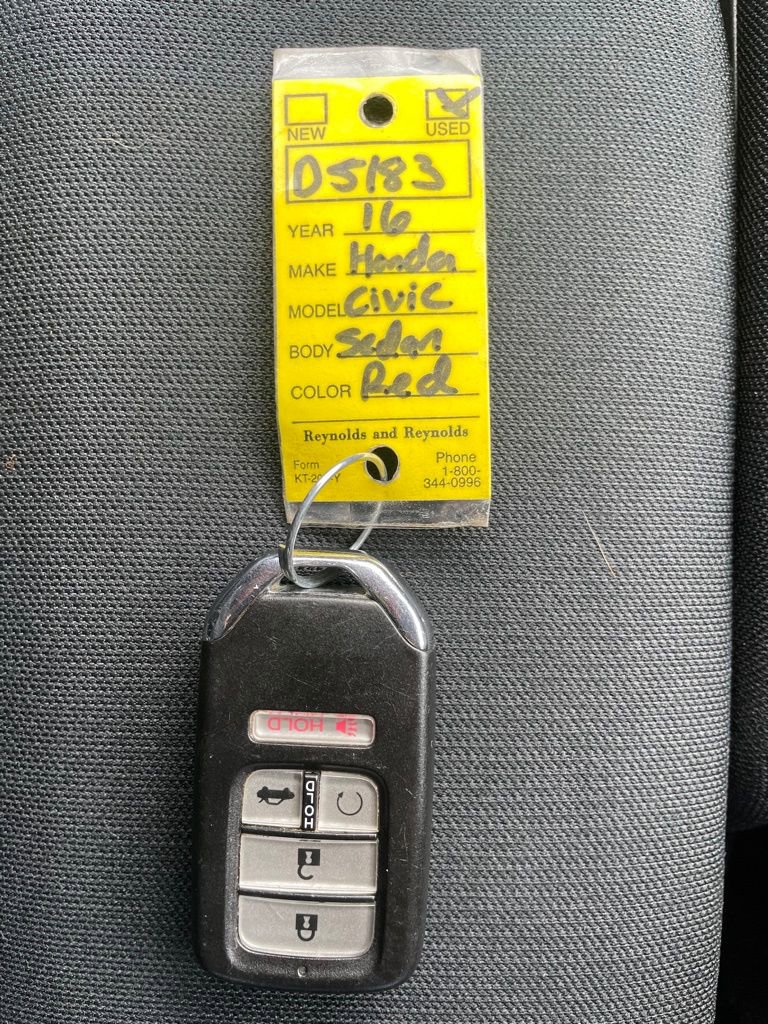 NEW USED
D5183
YEAR 16
MAKE Honda
MODEL Civic
BODY Sedan
COLOR Red
Reynolds and Reynolds
Form Phone
1-800-
344-0996
HOLD
HOLD